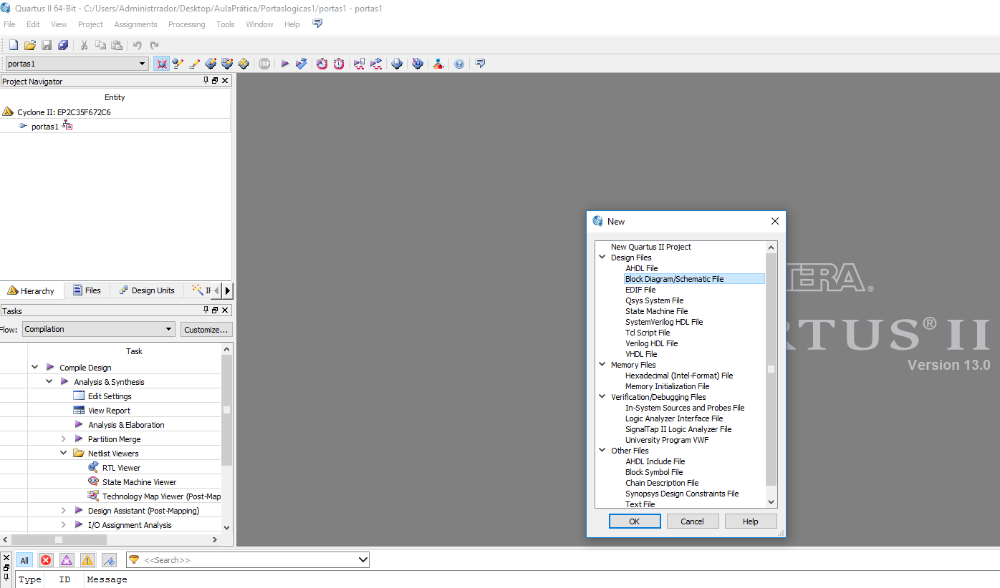 Quartus II 64-Bit - C:/Users/Administrrador/Desktop/AulaPrática/Portaslogicas1/portas1 - portas1
File Edit View Project Assignments Processing Tools Window Help
portas1
STOP
Project Navigator
Entity
Cyclone II: EP2C35F672C6
portas1
Hierarchy Files Design Units
Tasks
Flow: Compilation Customize...
Task
Compile Design
Analysis & Synthesis
Edit Settings
View Report
Analysis & Elaboration
Partition Merge
Netlist Viewers
RTL Viewer
State Machine Viewer
Technology Map Viewer (Post-Map
Design Assistant (Post-Mapping)
I/O Assignment Analysis
New
New Quartus II Project
Design Files
AHDL File
Block Diagram/Schematic File
EDIF File
Qsys System File
State Machine File
SystemVerilog HDL File
Tcl Script File
Verilog HDL File
VHDL File
Memory Files
Hexadecimal (Intel-Format) File
Memory Initialization File
Verification/Debugging Files
In-System Sources and Probes File
Logic Analyzer Interface File
SignalTap II Logic Analyzer File
University Program VWF
Other Files
AHDL Include File
Block Symbol File
Chain Description File
Synopsys Design Constraints File
Text File
OK Cancel Help
TERA®
RTUS® II
Version 13.0
All <<Search>>
Type ID Message